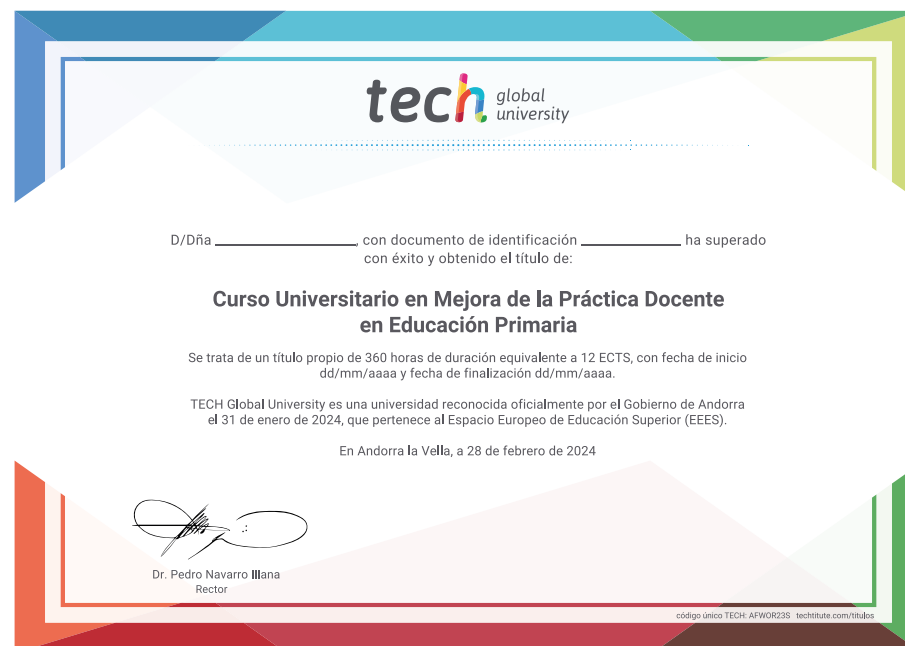 tech global
university
D/Dña ______________, con documento de identificación __________ ha superado
con éxito y obtenido el título de:
Curso Universitario en Mejora de la Práctica Docente
en Educación Primaria
Se trata de un título propio de 360 horas de duración equivalente a 12 ECTS, con fecha de inicio
dd/mm/aaaa y fecha de finalización dd/mm/aaaa.
TECH Global University es una universidad reconocida oficialmente por el Gobierno de Andorra
el 31 de enero de 2024, que pertenece al Espacio Europeo de Educación Superior (EEES).
En Andorra la Vella, a 28 de febrero de 2024
Dr. Pedro Navarro Illana
Rector
código único TECH: AFWOR23S techtitute.com/titulos